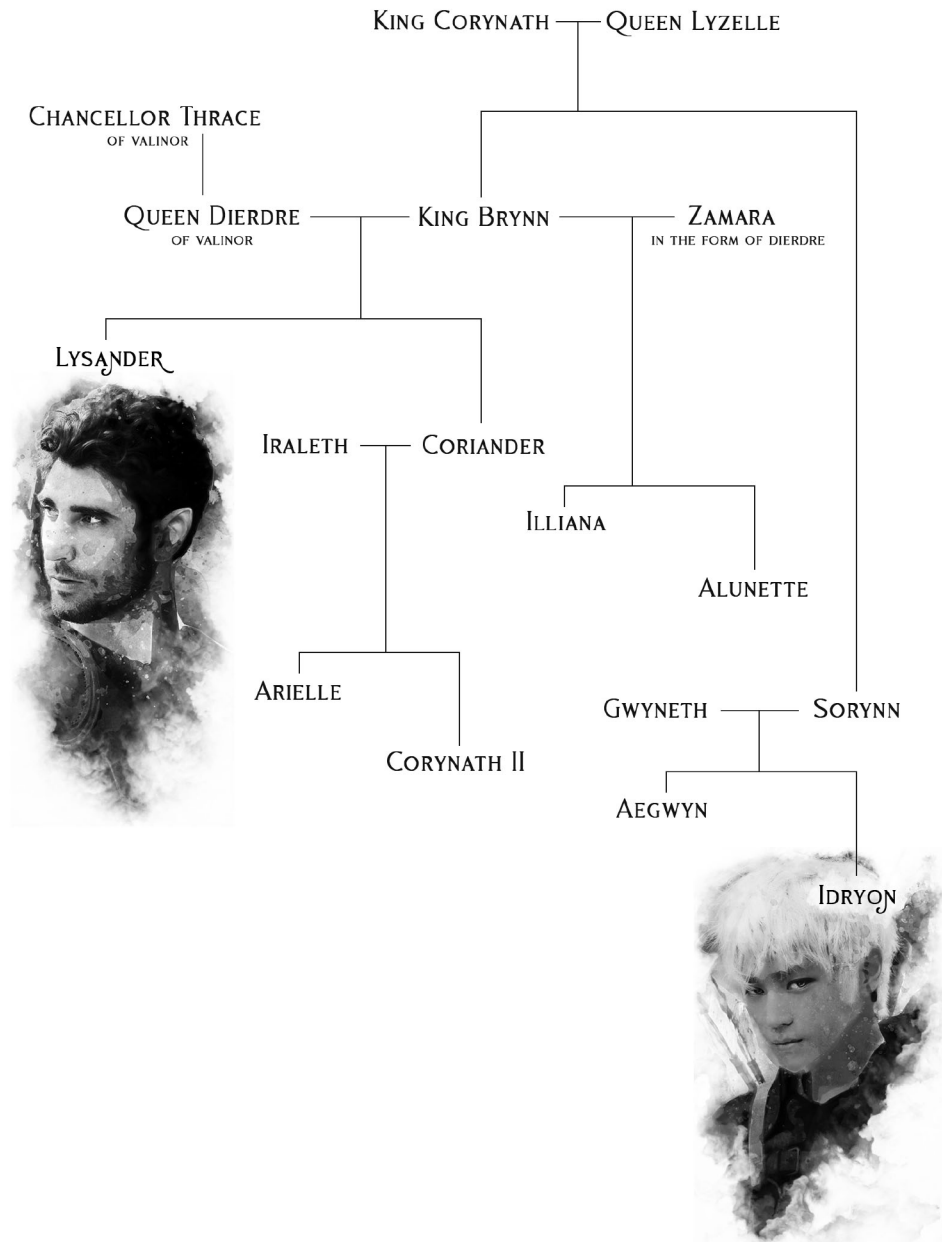 King Corynath
Queen Lyzelle
Chancellor Thrace
of Valinor
Queen Dierdre
of Valinor
King Brynn
Zamara
in the form of Dierdre
Lysander
Iraleth
Coriander
Illiana
Alunette
Arielle
Gwyneth
Sorynn
Corynath II
Aegwyn
Idryon